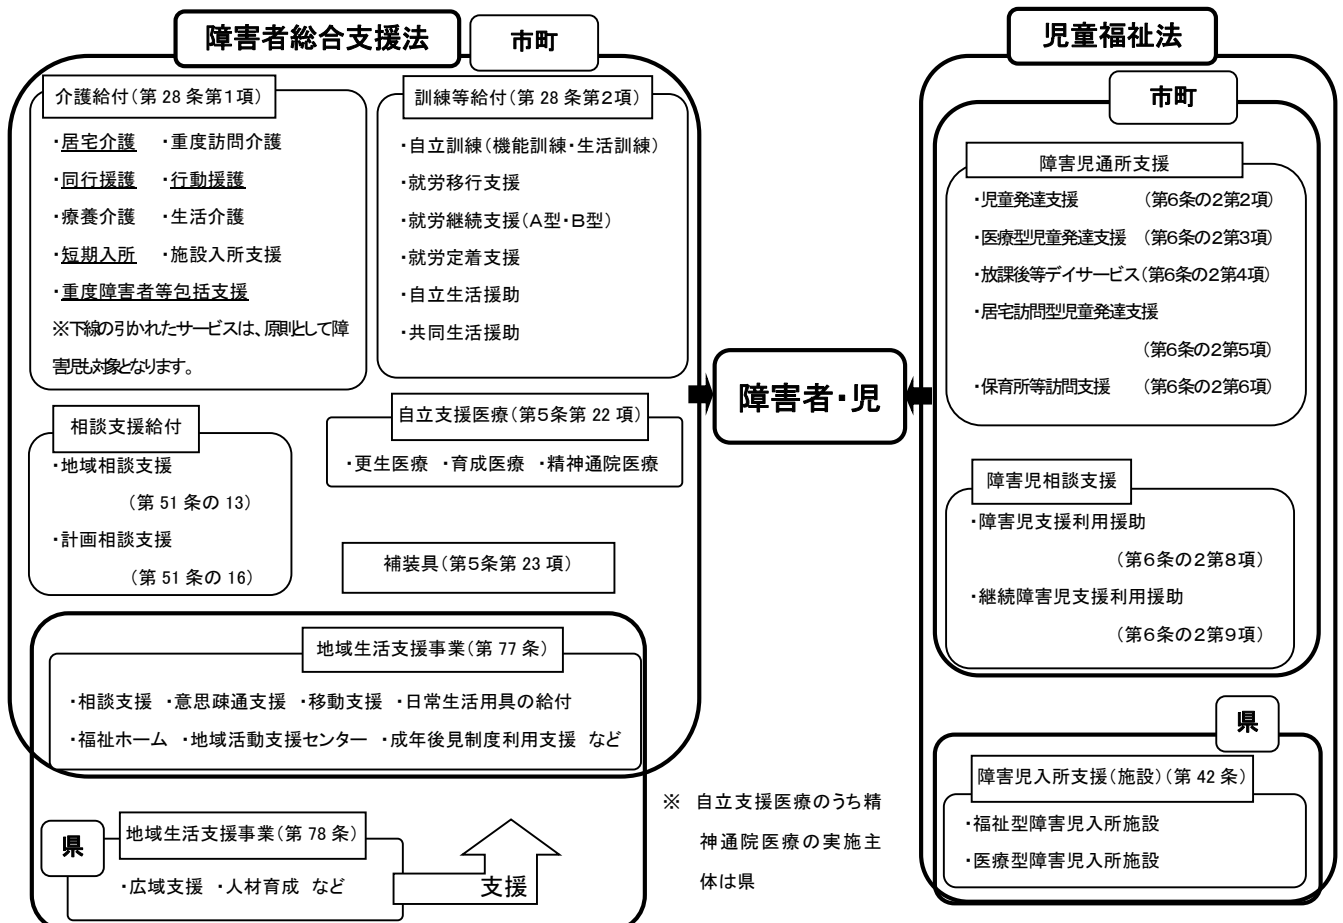 障害者総合支援法
市町
介護給付(第28条第1項)
・居宅介護 ・重度訪問介護
・同行援護 ・行動援護
・療養介護 ・生活介護
・短期入所 ・施設入所支援
・重度障害者等包括支援
※下線の引かれたサービスは、原則として障
害児も対象となります。
訓練等給付(第28条第2項)
・自立訓練(機能訓練・生活訓練)
・就労移行支援
・就労継続支援(A型・B型)
・就労定着支援
・自立生活援助
・共同生活援助
相談支援給付
・地域相談支援
(第51条の13)
・計画相談支援
(第51条の16)
自立支援医療(第5条第22項)
・更生医療 ・育成医療 ・精神通院医療
補装具(第5条第23項)
地域生活支援事業(第77条)
・相談支援 ・意思疎通支援 ・移動支援 ・日常生活用具の給付
・福祉ホーム ・地域活動支援センター ・成年後見制度利用支援 など
県
地域生活支援事業(第78条)
・広域支援 ・人材育成 など
支援
※ 自立支援医療のうち精
神通院医療の実施主
体は県
障害者・児
児童福祉法
市町
障害児通所支援
・児童発達支援 (第6条の2第2項)
・医療型児童発達支援 (第6条の2第3項)
・放課後等デイサービス(第6条の2第4項)
・居宅訪問型児童発達支援
(第6条の2第5項)
・保育所等訪問支援 (第6条の2第6項)
障害児相談支援
・障害児支援利用援助
(第6条の2第8項)
・継続障害児支援利用援助
(第6条の2第9項)
県
障害児入所支援(施設)(第42条)
・福祉型障害児入所施設
・医療型障害児入所施設